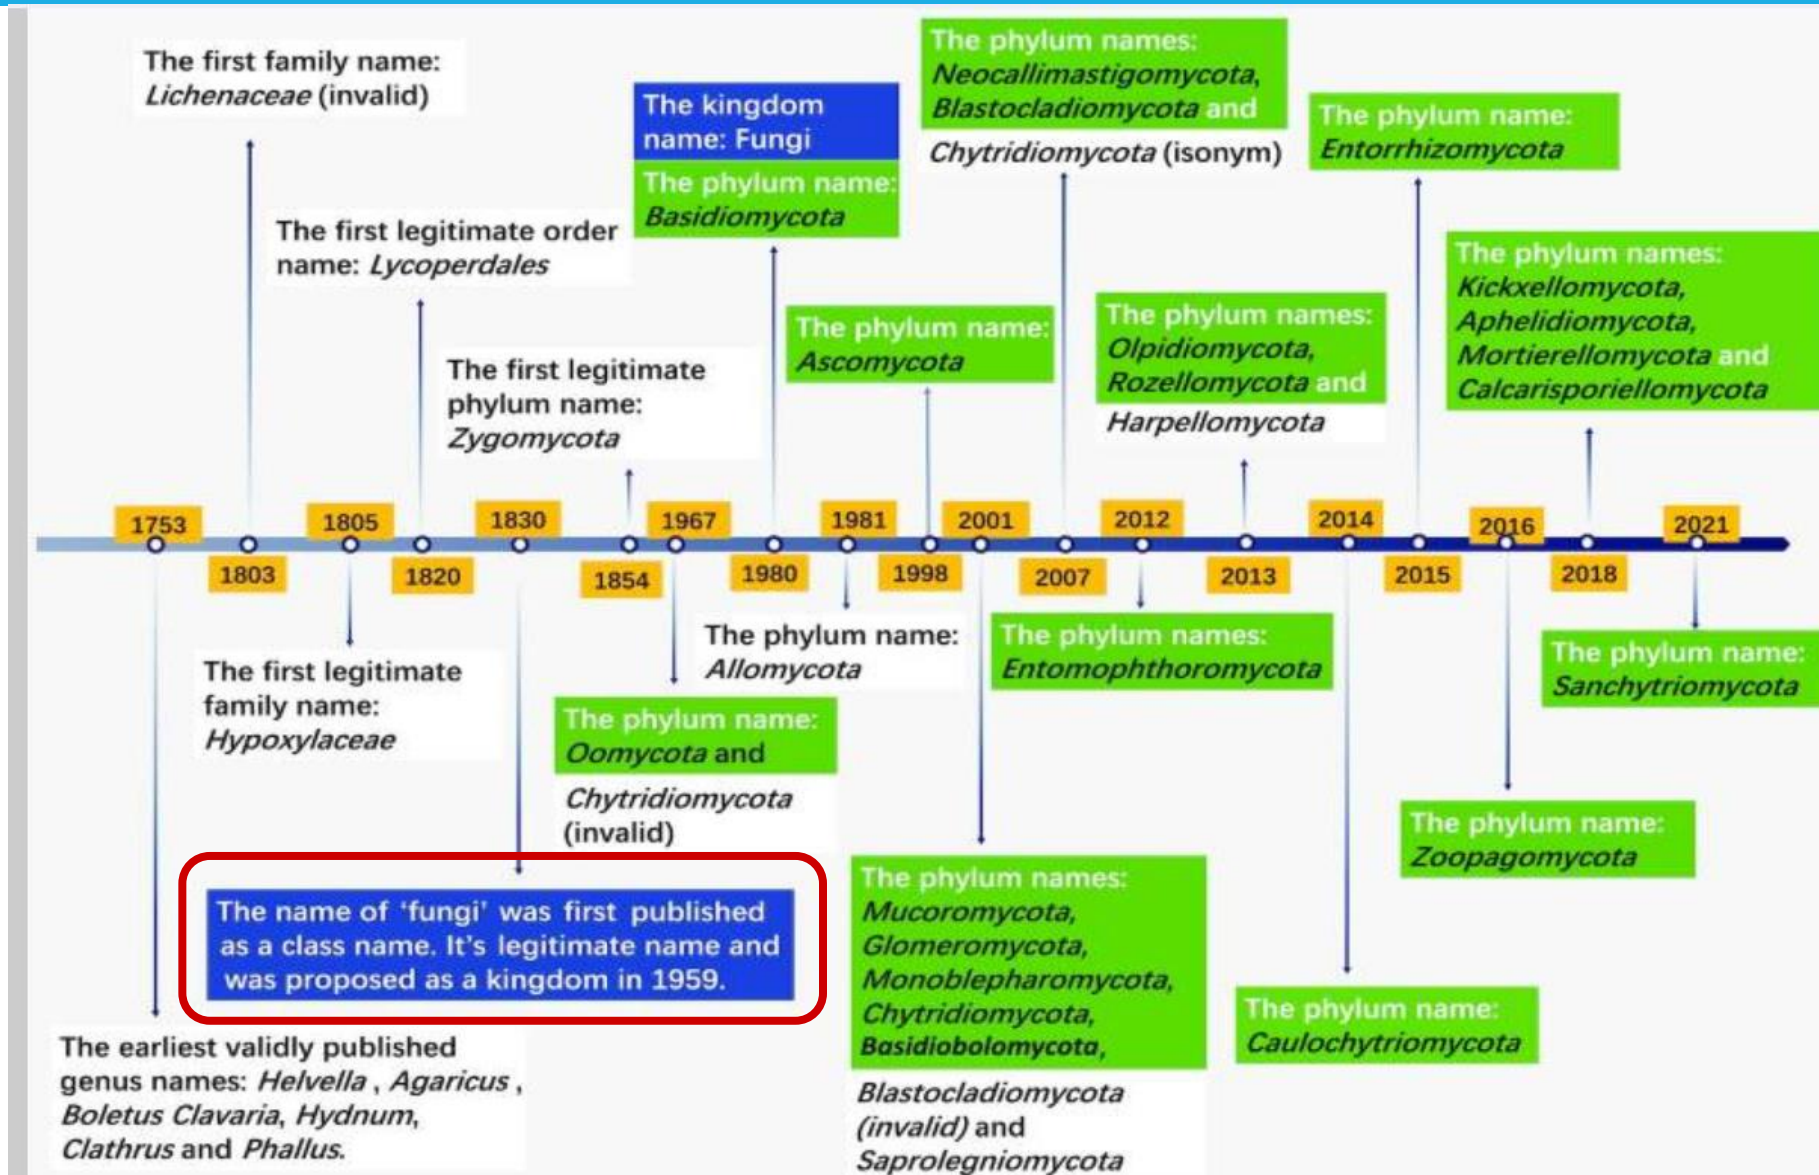 The first family name:
Lichenaceae (invalid)
The first legitimate order
name: Lycoperdales
The first legitimate
phylum name:
Zygomycota
The kingdom
name: Fungi
The phylum name:
Basidiomycota
The phylum name:
Ascomycota
The phylum names:
Neocallimastigomycota,
Blastocladiomycota and
Chytridiomycota (isonym)
The phylum names:
Olpidiomycota,
Rozellomycota and
Harpellomycota
The phylum name:
Entorrhizomycota
The phylum names:
Kickxellomycota,
Aphelidiomycota,
Mortierellomycota and
Calcarisporiellomycota
1753
1803
1805
1820
1830
1854
1967
1980
1981
1998
2001
2007
2012
2013
2014
2015
2016
2018
2021
The earliest validly published
genus names: Helvella , Agaricus ,
Boletus Clavaria, Hydnum,
Clathrus and Phallus.
The first legitimate
family name:
Hypoxylaceae
The name of ‘fungi’ was first published
as a class name. It's legitimate name and
was proposed as a kingdom in 1959.
The phylum name:
Oomycota and
Chytridiomycota
(invalid)
The phylum name:
Allomycota
The phylum names:
Mucoromycota,
Glomeromycota,
Monoblepharomycota,
Chytridiomycota,
Basidiobolomycota,
Blastocladiomycota
(invalid) and
Saprolegniomycota
The phylum names:
Entomophthoromycota
The phylum name:
Caulochytriomycota
The phylum name:
Zoopagomycota
The phylum name:
Sanchytriomycota